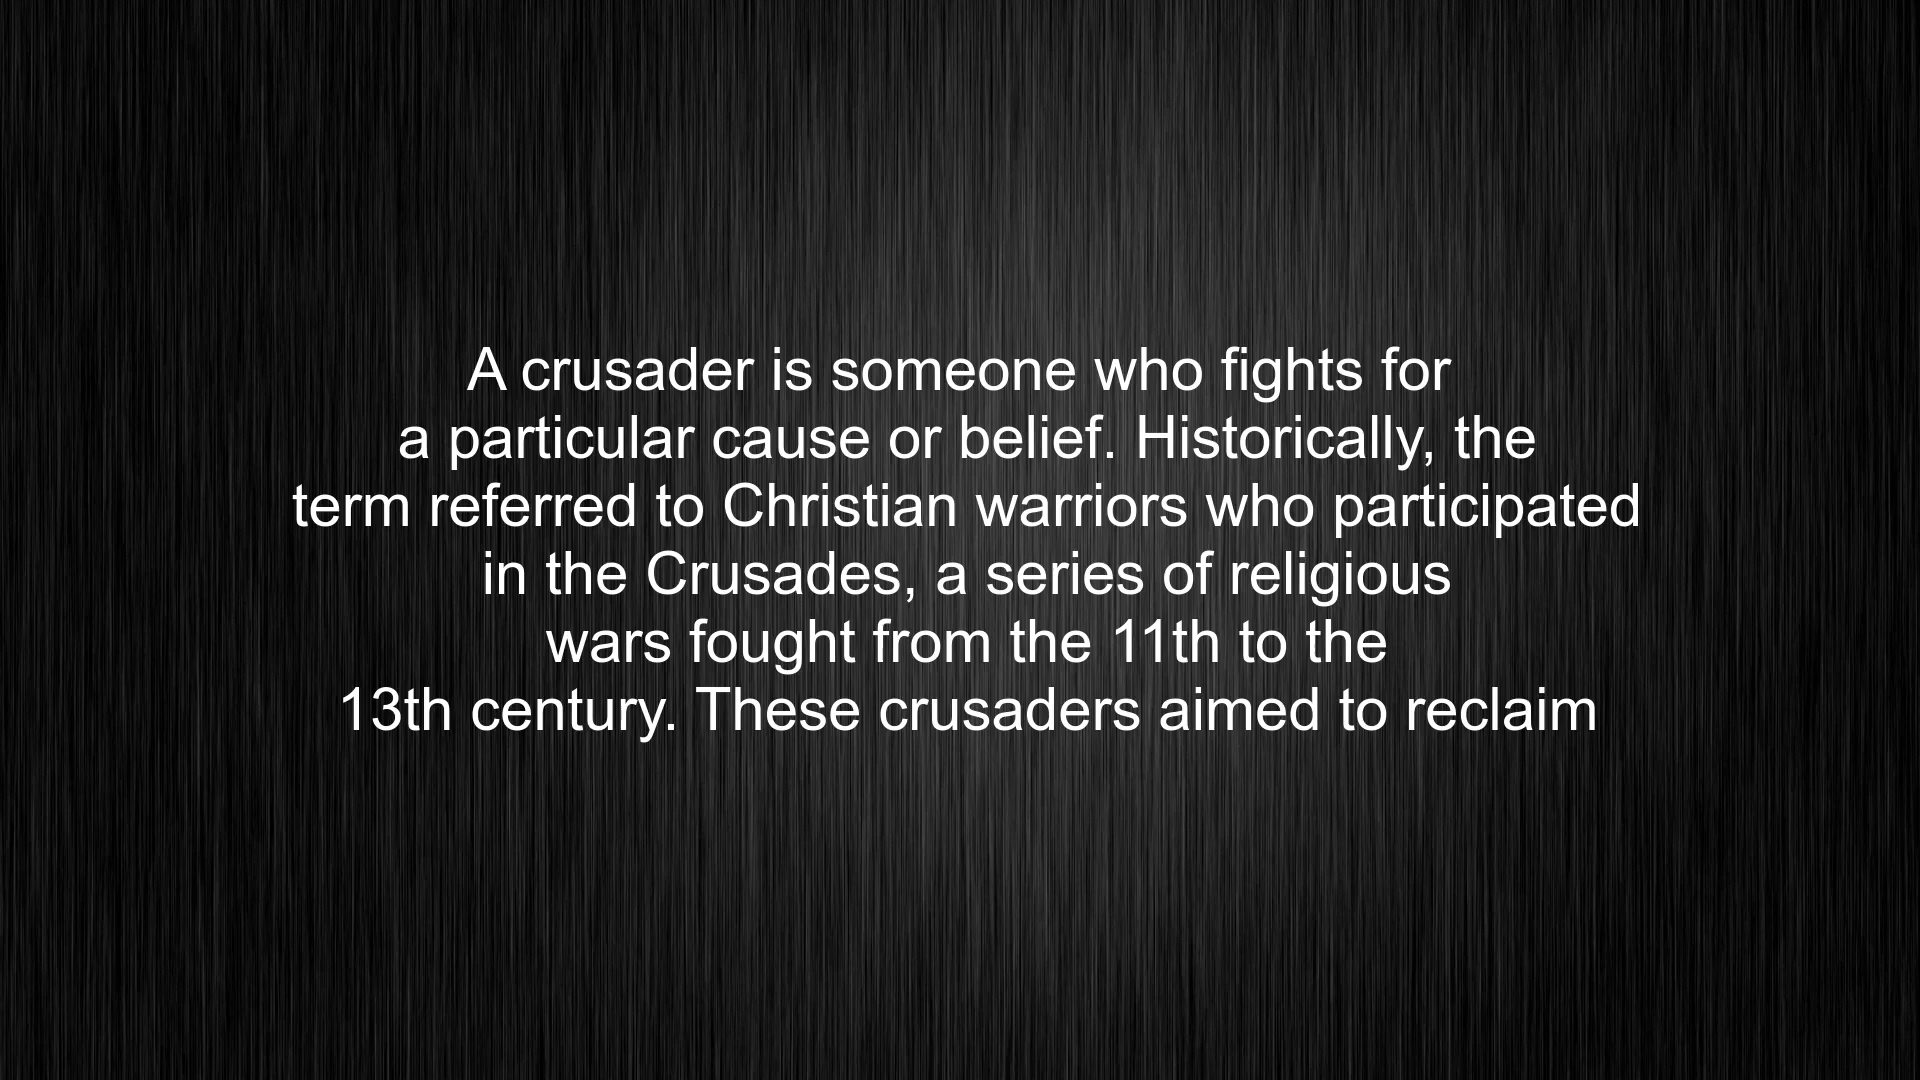 A crusader is someone who fights for
a particular cause or belief. Historically, the
term referred to Christian warriors who participated
in the Crusades, a series of religious
wars fought from the 11th to the
13th century. These crusaders aimed to reclaim